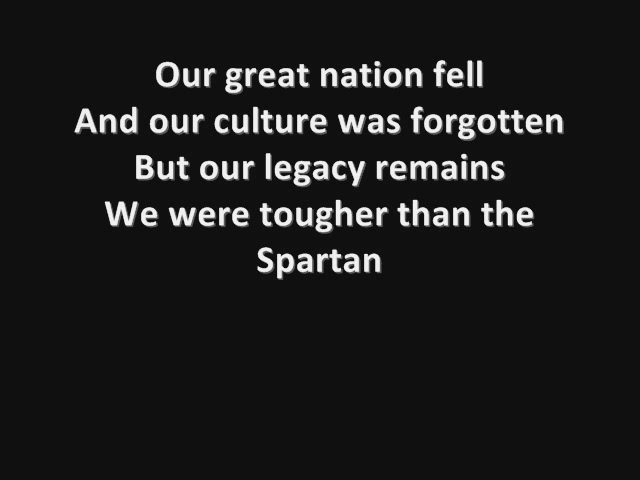 Our great nation fell
And our culture was forgotten
But our legacy remains
We were tougher than the
Spartan